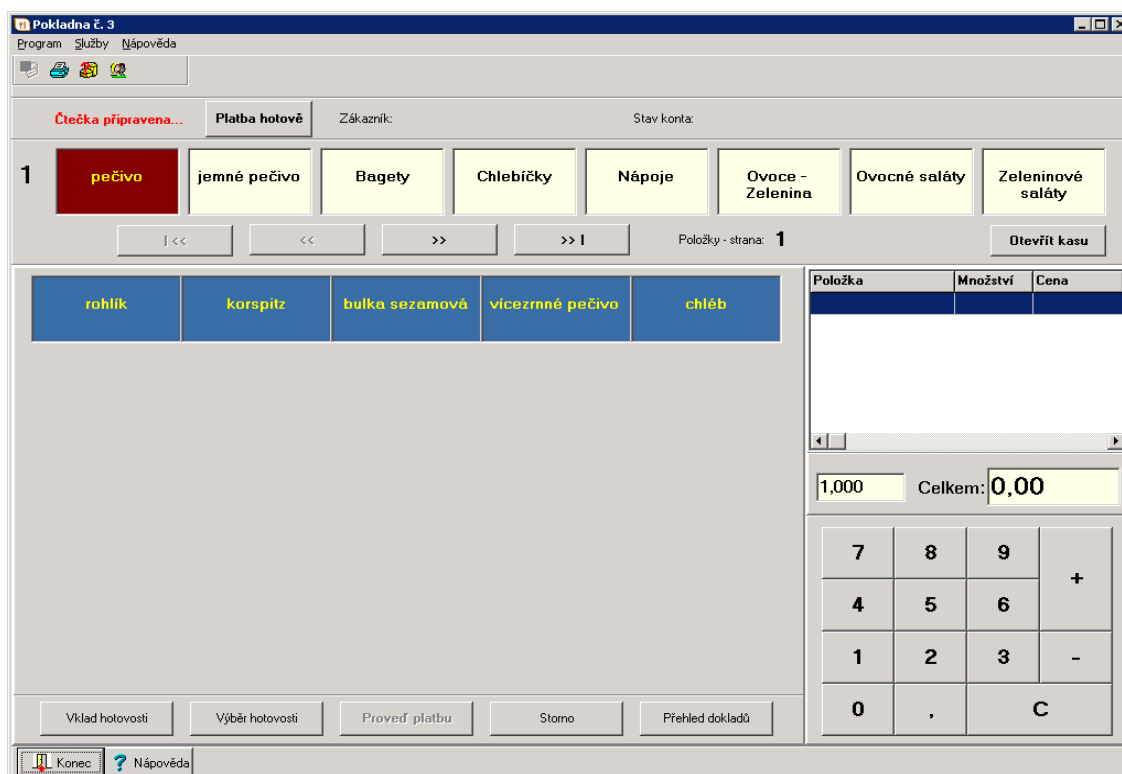 Pokladna č. 3
Program Služby Nápověda
Čtečka připravena... Platba hotově Zákazník: Stav konta:
1 pečivo jemné pečivo Bagety Chlebíčky Nápoje Ovoce - Zelenina Ovocné saláty Zeleninové saláty
I << << >> >> I Položky - strana: 1 Otevřít kasu
rohlík korspitz bulka sezamová vícezrnné pečivo chléb
Položka Množství Cena
1,000 Celkem: 0,00
7 8 9 +
4 5 6
1 2 3 -
0 , C
Vklad hotovosti Výběr hotovosti Proveď platbu Storno Přehled dokladů
Konec ? Nápověda